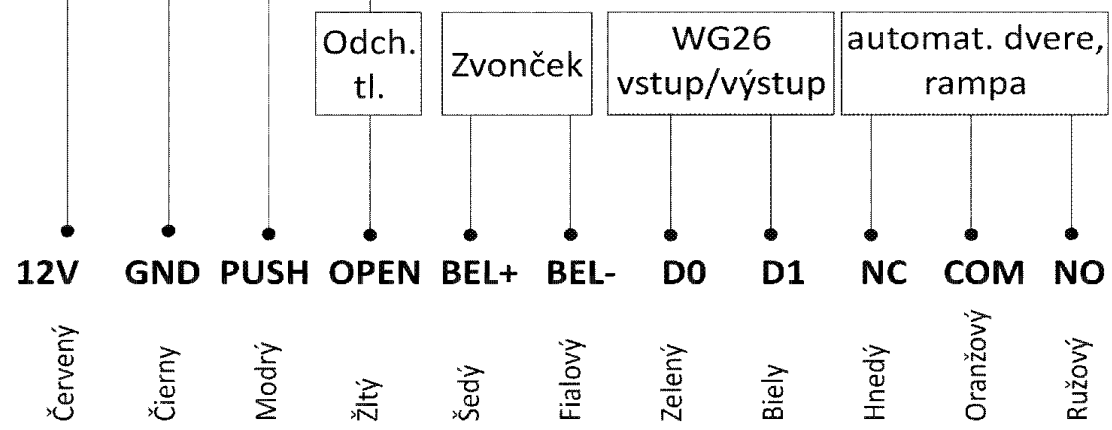 Odch.
tl.
Zvonček
WG26
vstup/výstup
automat. dvere,
rampa
12V GND PUSH OPEN BEL+ BEL- D0 D1 NC COM NO
Červený Čierny Modrý Žltý Šedý Fialový Zelený Biely Hnedý Oranžový Ružový